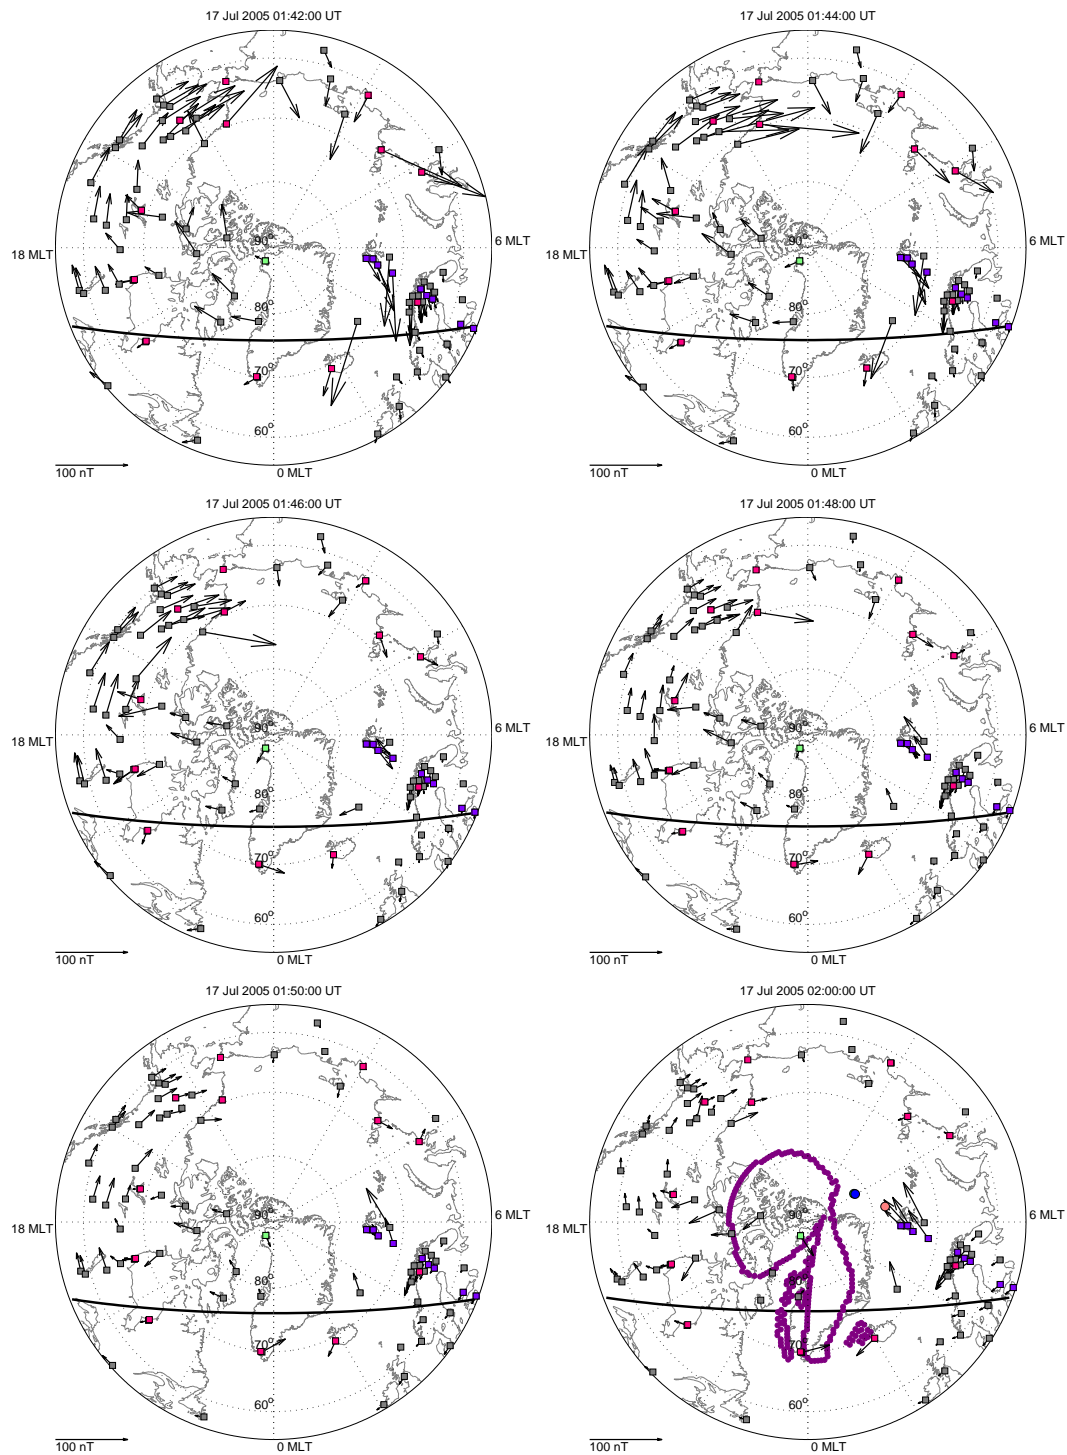 17 Jul 2005 01:42:00 UT
18 MLT
6 MLT
90°
80°
70°
60°
100 nT
0 MLT
17 Jul 2005 01:44:00 UT
18 MLT
6 MLT
90°
80°
70°
60°
100 nT
0 MLT
17 Jul 2005 01:46:00 UT
18 MLT
6 MLT
90°
80°
70°
60°
100 nT
0 MLT
17 Jul 2005 01:48:00 UT
18 MLT
6 MLT
90°
80°
70°
60°
100 nT
0 MLT
17 Jul 2005 01:50:00 UT
18 MLT
6 MLT
90°
80°
70°
60°
100 nT
0 MLT
17 Jul 2005 02:00:00 UT
18 MLT
6 MLT
90°
80°
70°
60°
100 nT
0 MLT